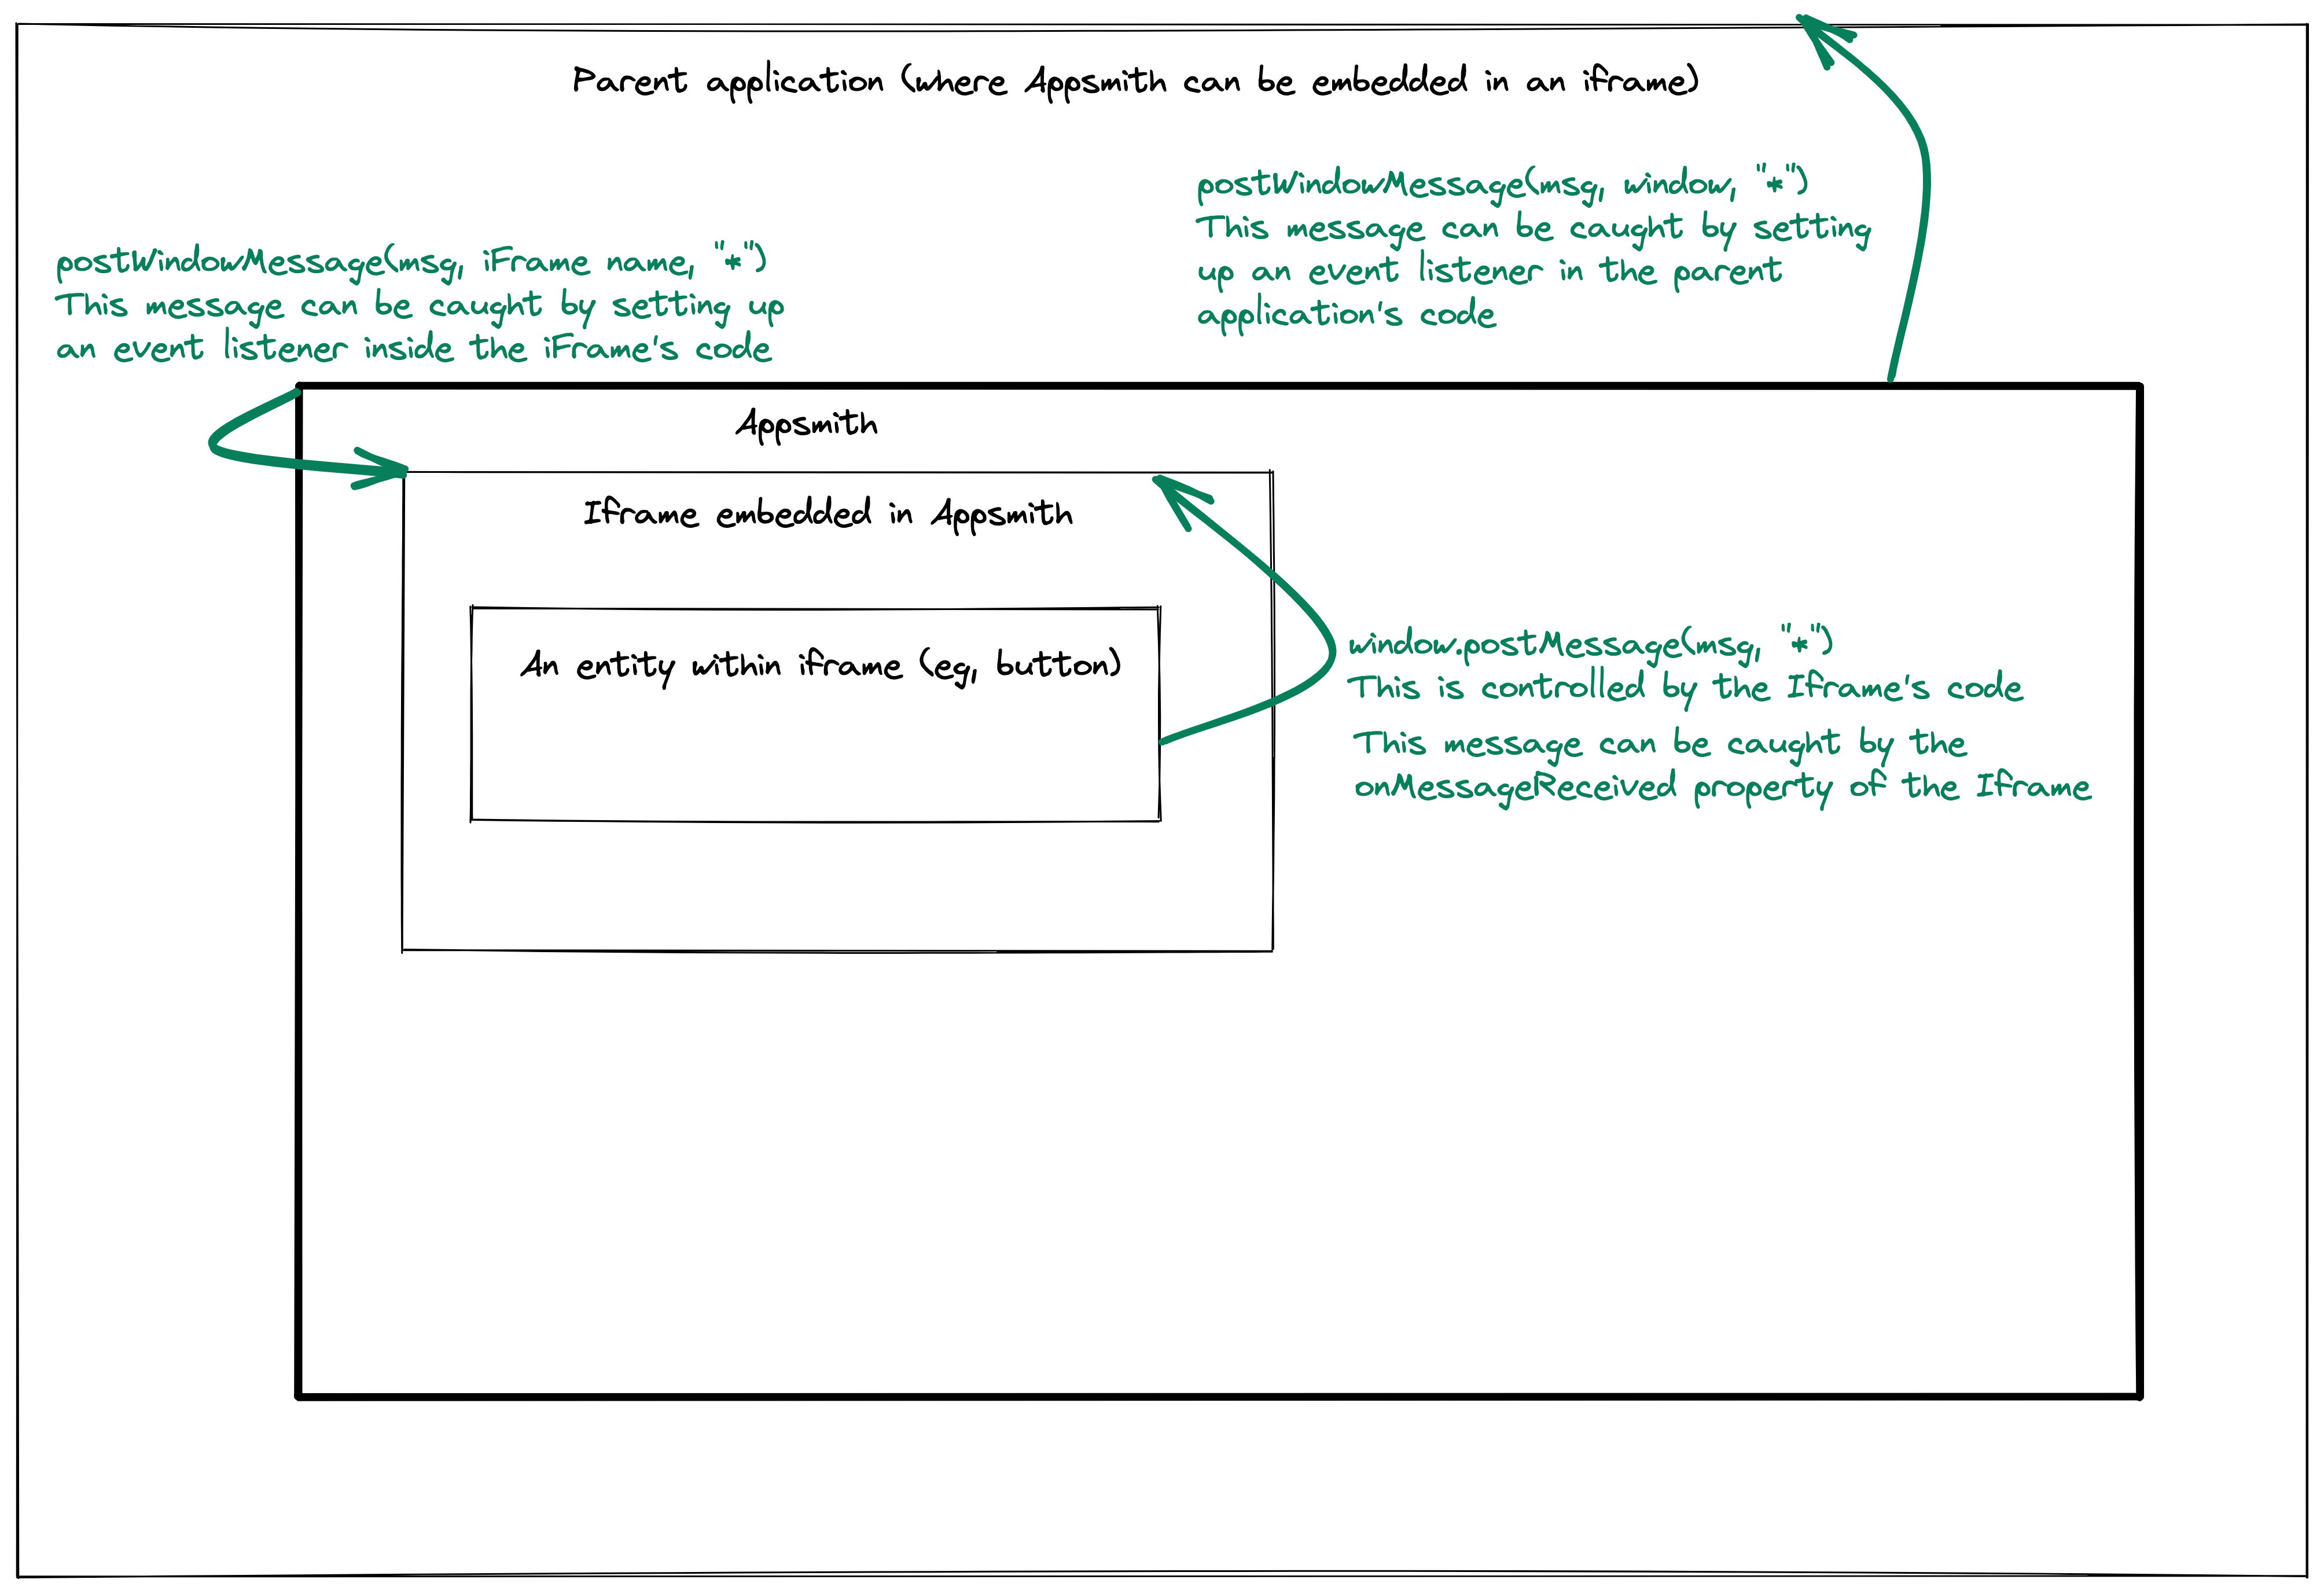 Parent application (where Appsmith can be embedded in an iframe)
postWindowMessage(msg, window, "*")
This message can be caught by setting
up an event listener in the parent
application's code
postWindowMessage(msg, iFrame name, "*")
This message can be caught by setting up
an event listener inside the iFrame's code
Appsmith
Iframe embedded in Appsmith
An entity within iframe (eg, button)
window.postMessage(msg, "*")
This is controlled by the Iframe's code
This message can be caught by the
onMessageReceived property of the Iframe